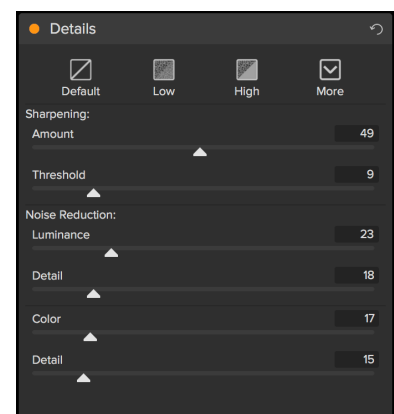 Details
Default Low High More
Sharpening:
Amount 49
Threshold 9
Noise Reduction:
Luminance 23
Detail 18
Color 17
Detail 15